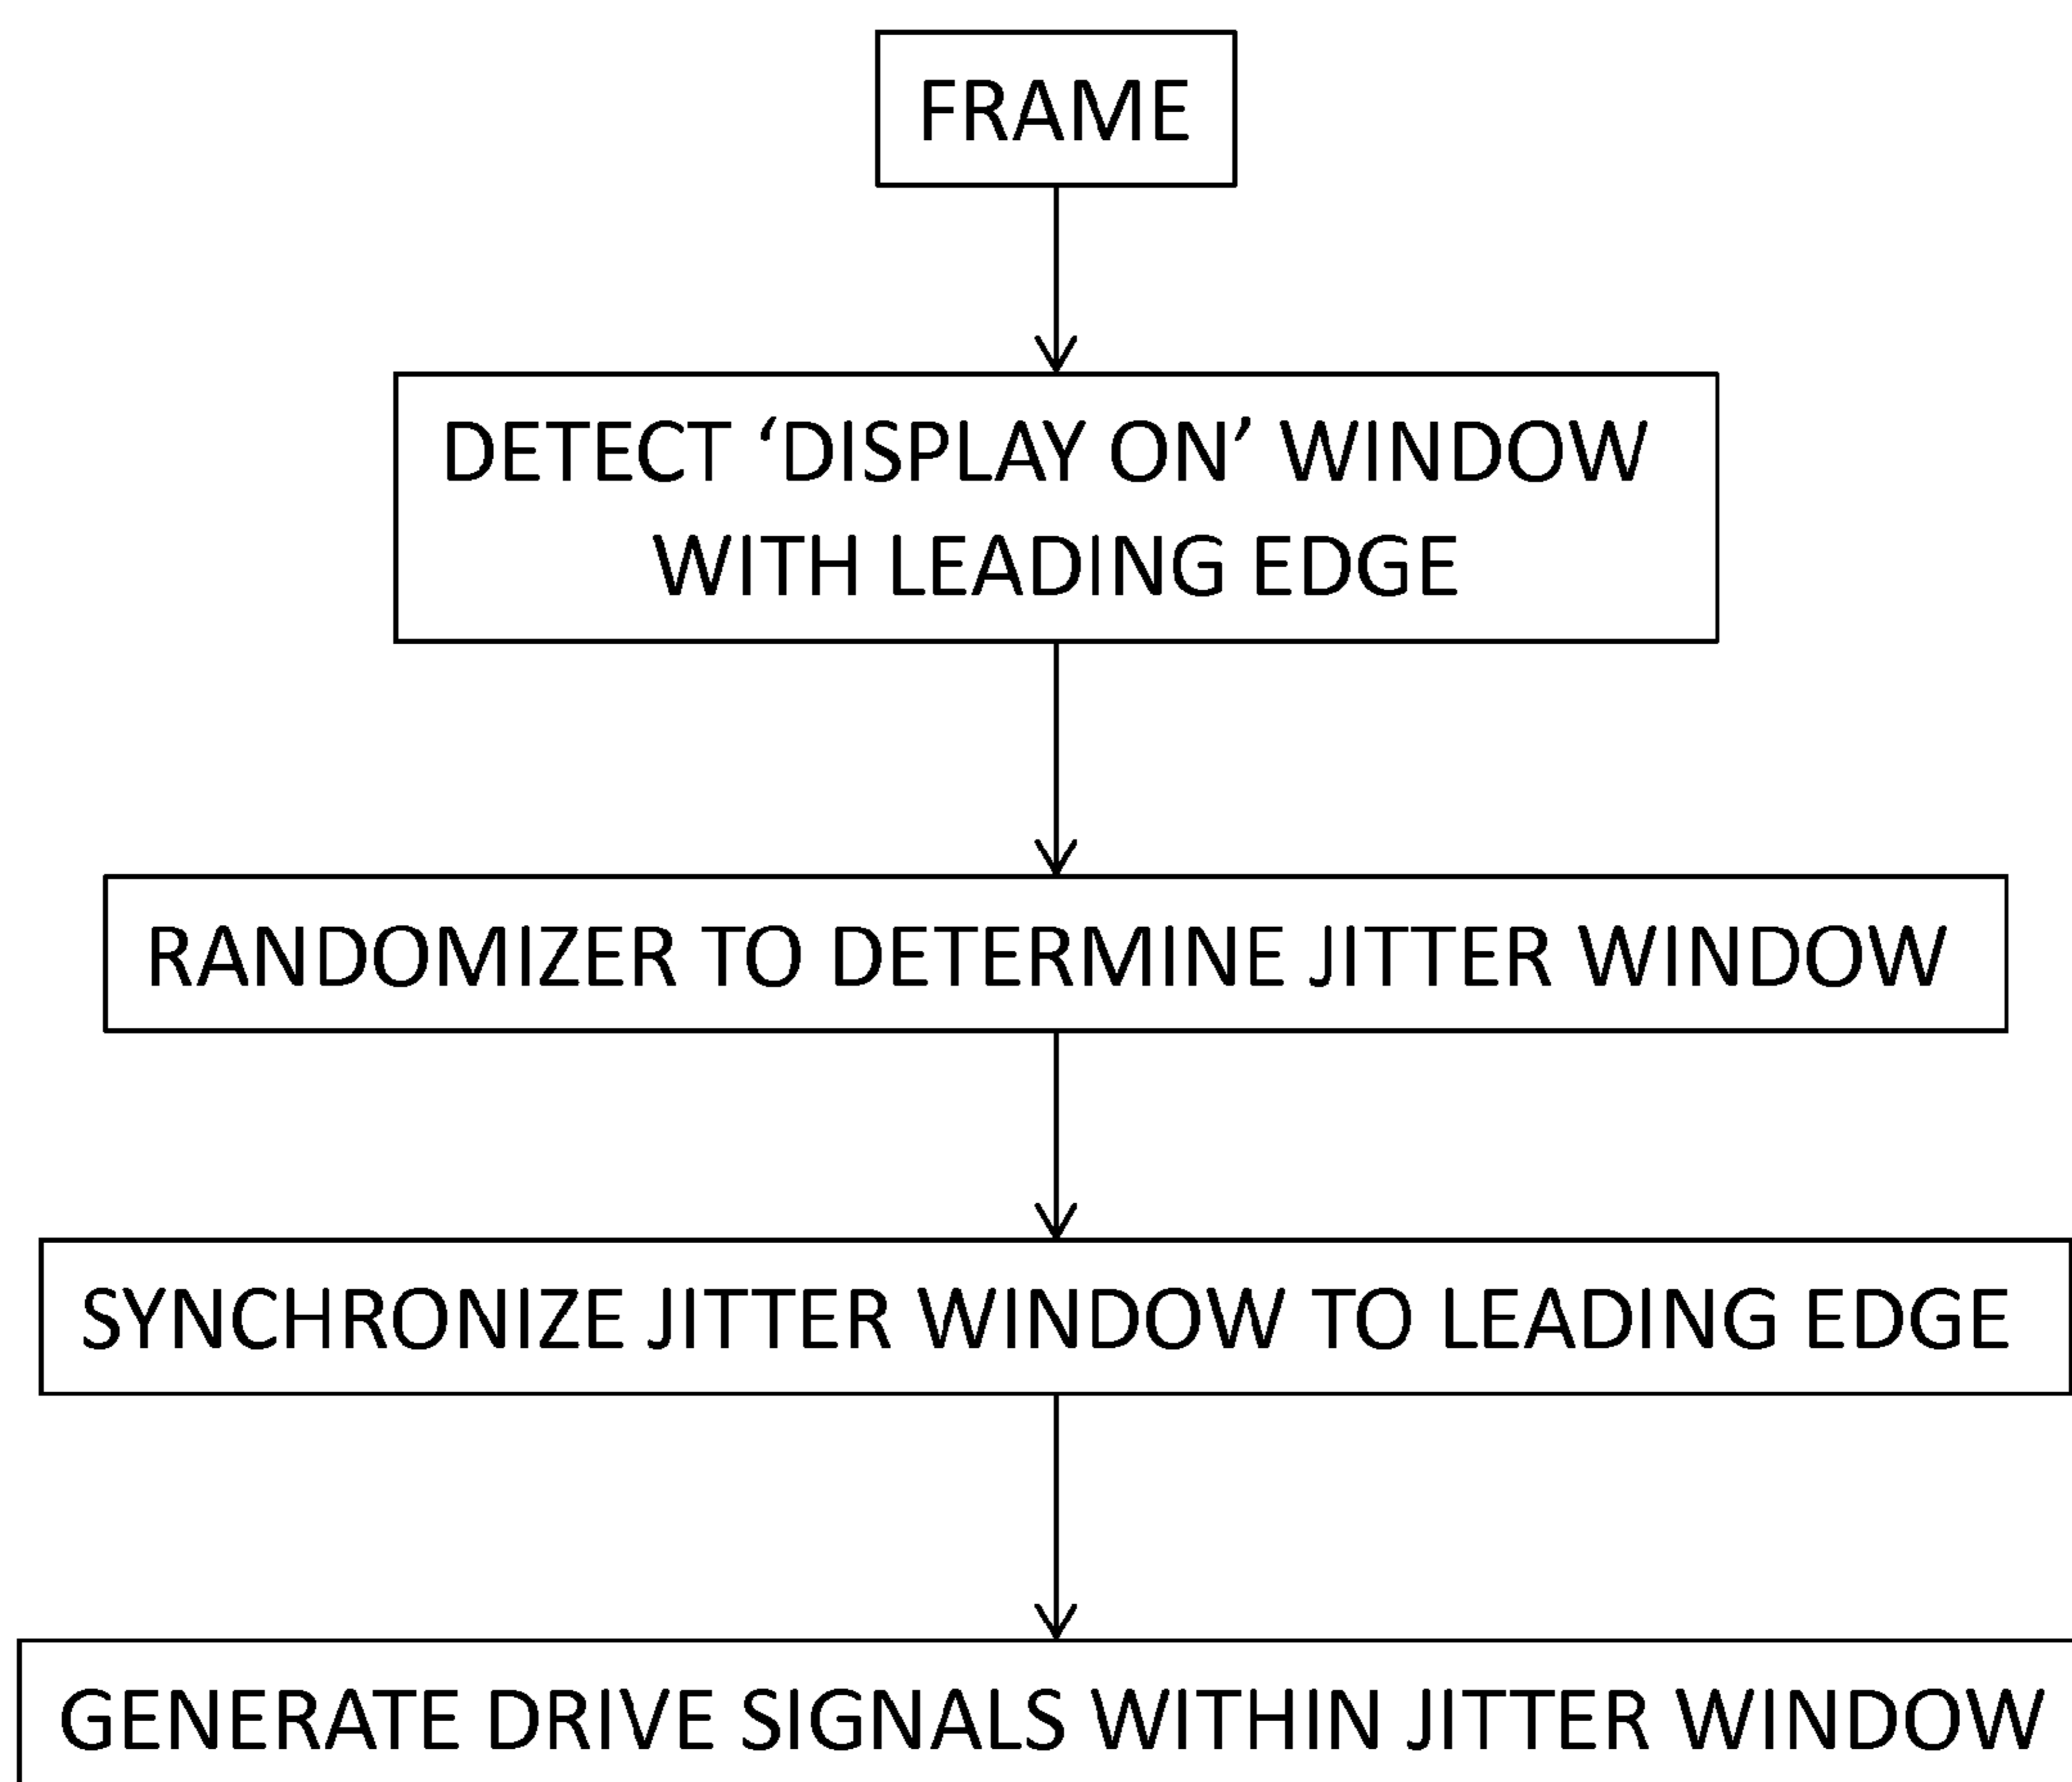 FRAME
DETECT ‘DISPLAY ON’ WINDOW
WITH LEADING EDGE
RANDOMIZER TO DETERMINE JITTER WINDOW
SYNCHRONIZE JITTER WINDOW TO LEADING EDGE
GENERATE DRIVE SIGNALS WITHIN JITTER WINDOW